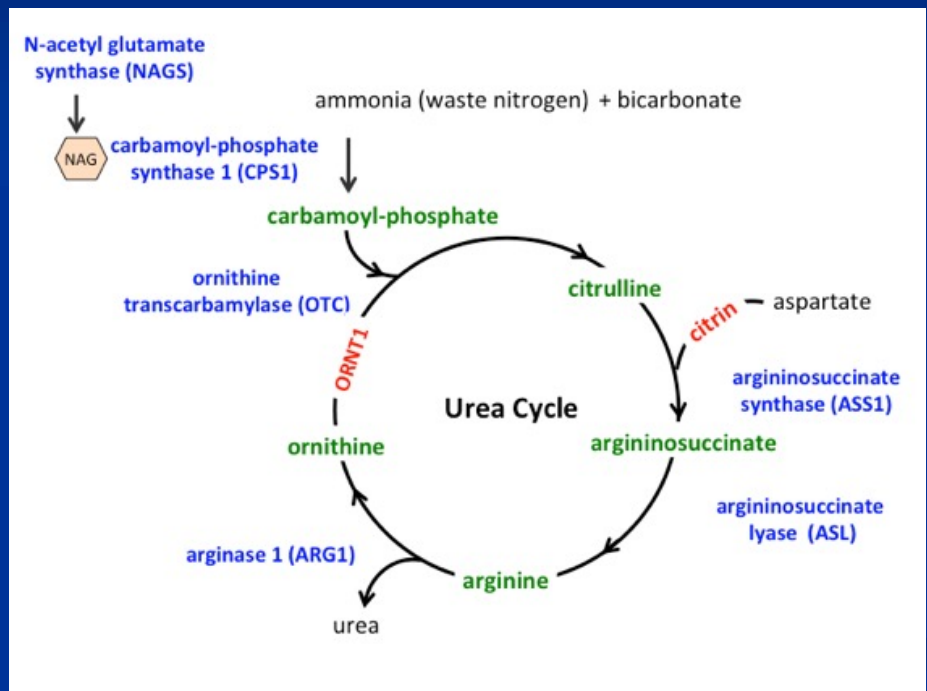 N-acetyl glutamate
synthase (NAGS)
ammonia (waste nitrogen) + bicarbonate
NAG
carbamoyl-phosphate
synthase 1 (CPS1)
carbamoyl-phosphate
ornithine
transcarbamylase (OTC)
citrulline
citrin
aspartate
ORNT1
argininosuccinate
synthase (ASS1)
Urea Cycle
ornithine
argininosuccinate
argininosuccinate
lyase (ASL)
arginase 1 (ARG1)
arginine
urea